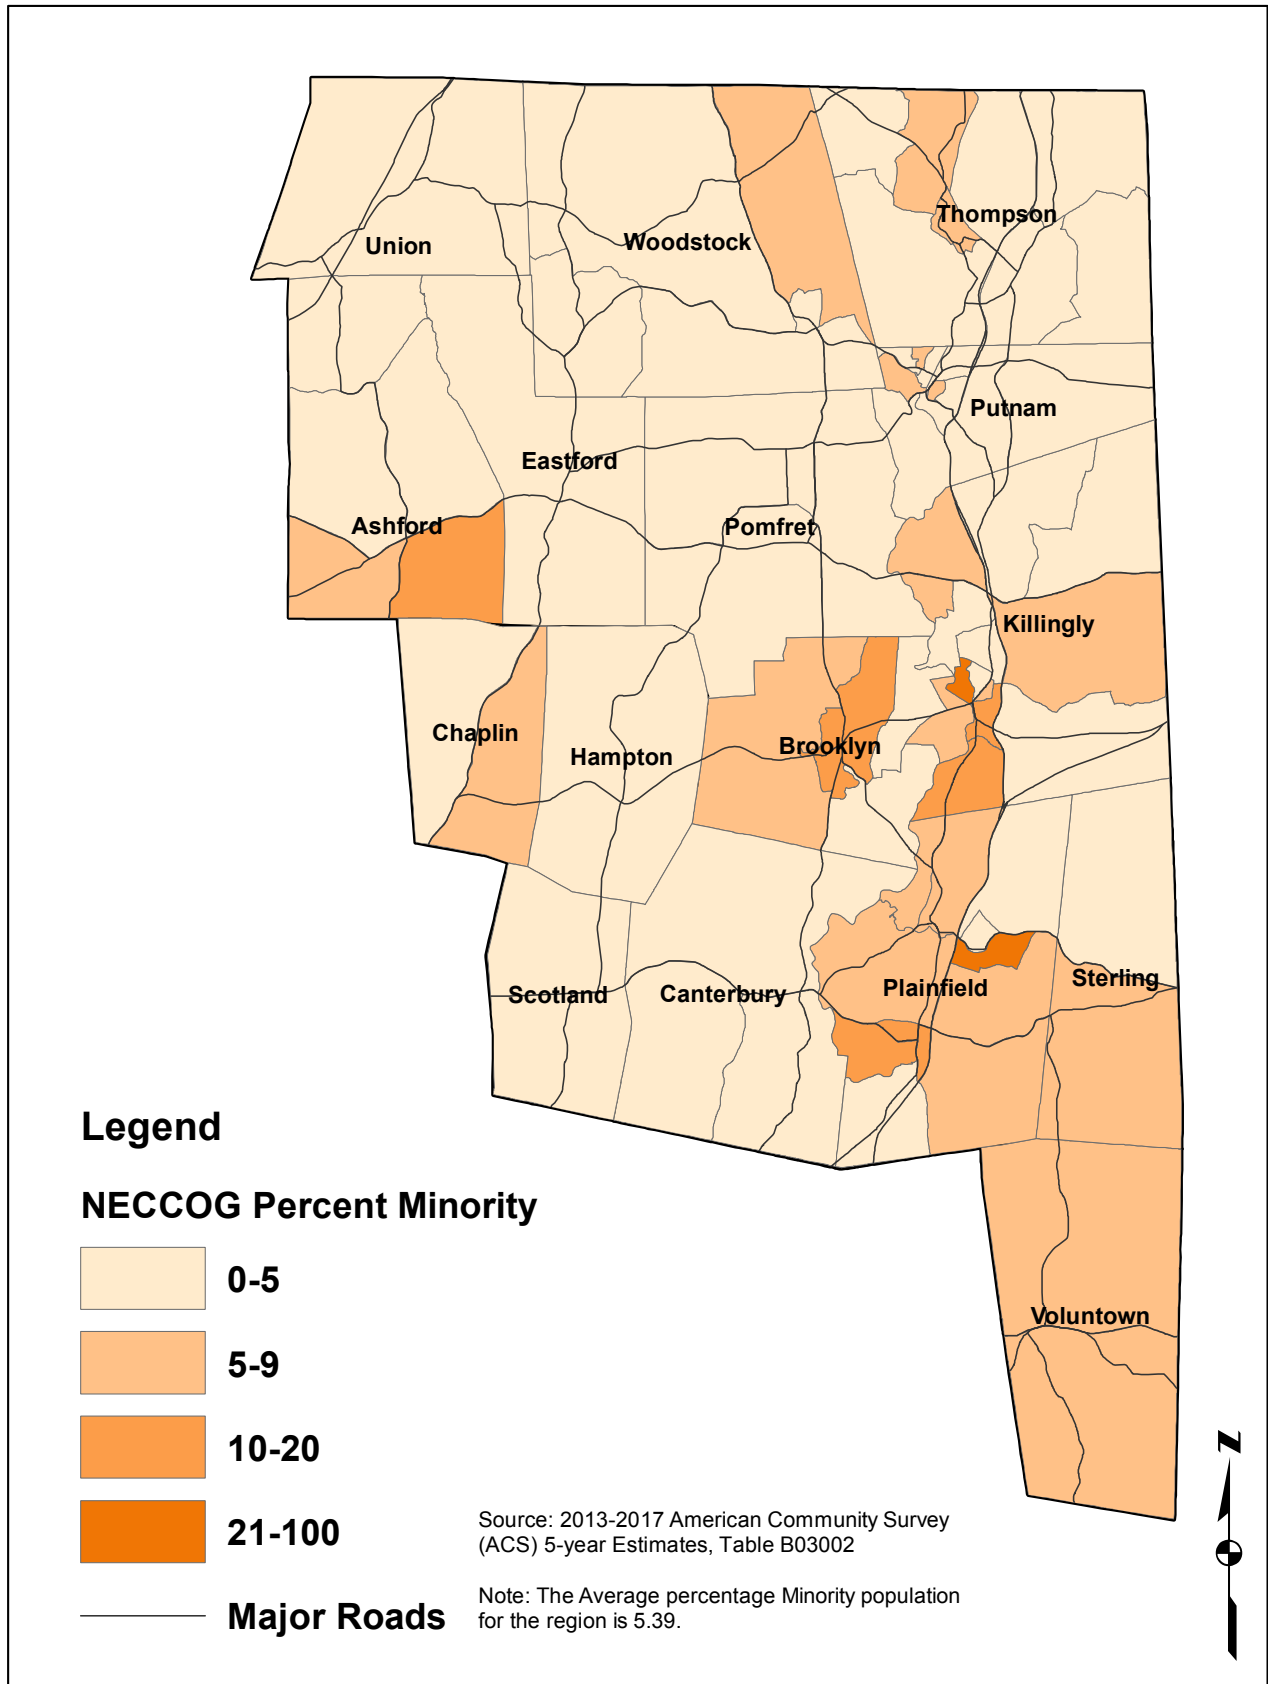 Union
Woodstock
Thompson
Putnam
Eastford
Ashford
Pomfret
Killingly
Chaplin
Hampton
Brooklyn
Scotland
Canterbury
Plainfield
Sterling
Voluntown
Legend
NECCOG Percent Minority
0-5
5-9
10-20
21-100
Major Roads
Source: 2013-2017 American Community Survey
(ACS) 5-year Estimates, Table B03002
Note: The Average percentage Minority population
for the region is 5.39.
N